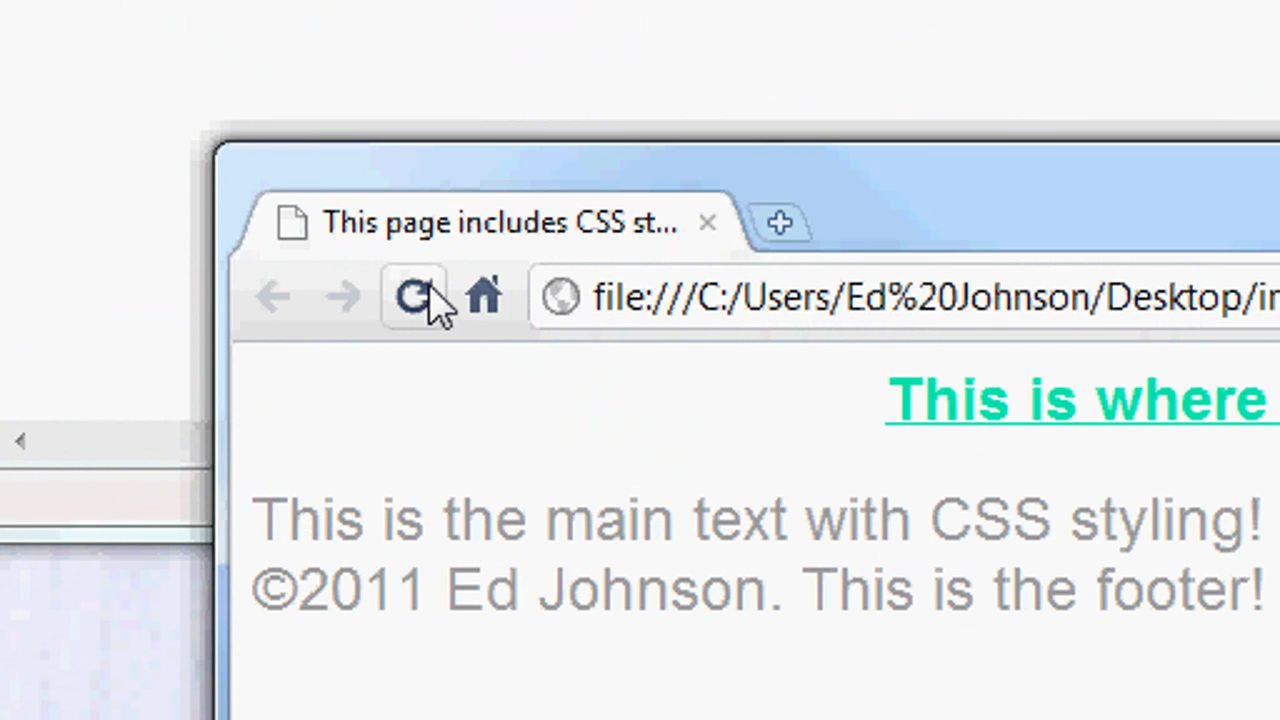 This page includes CSS st...
file:///C:/Users/Ed%20Johnson/Desktop/in
This is where
This is the main text with CSS styling!
©2011 Ed Johnson. This is the footer!